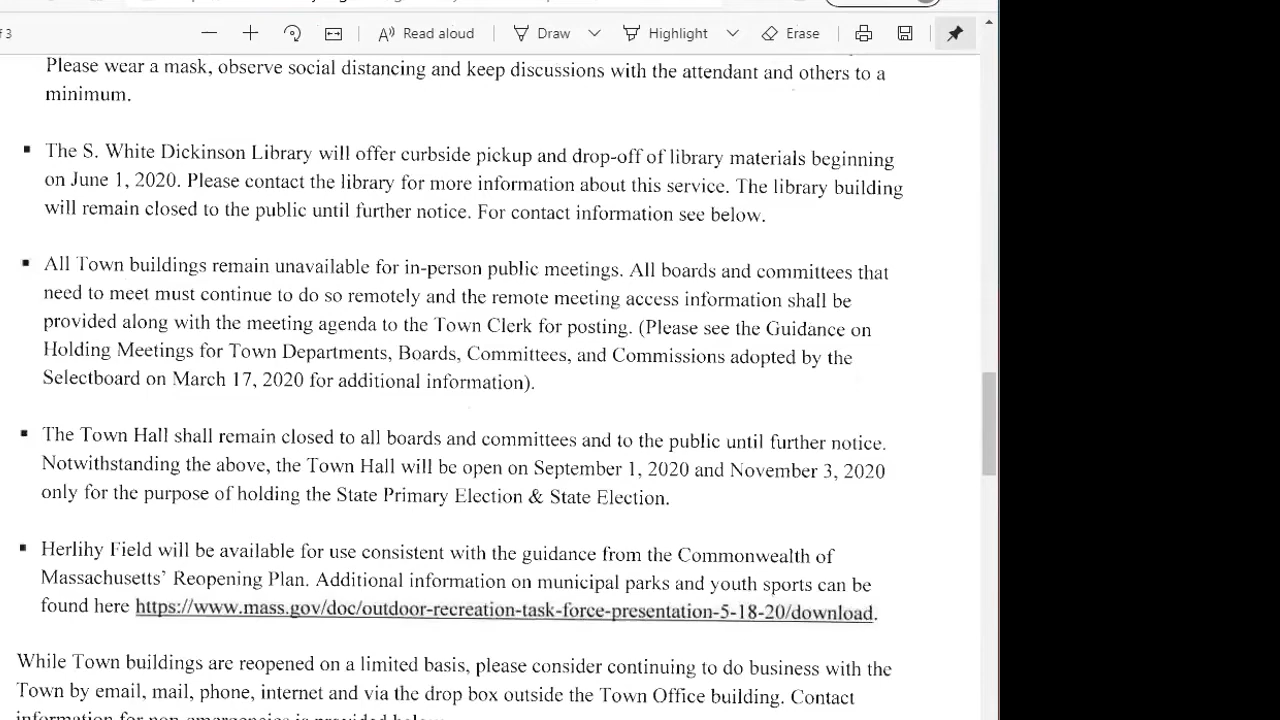 f 3
Read aloud
Draw
Highlight
Erase
Please wear a mask, observe social distancing and keep discussions with the attendant and others to a
minimum.
▪ The S. White Dickinson Library will offer curbside pickup and drop-off of library materials beginning
on June 1, 2020. Please contact the library for more information about this service. The library building
will remain closed to the public until further notice. For contact information see below.
▪ All Town buildings remain unavailable for in-person public meetings. All boards and committees that
need to meet must continue to do so remotely and the remote meeting access information shall be
provided along with the meeting agenda to the Town Clerk for posting. (Please see the Guidance on
Holding Meetings for Town Departments, Boards, Committees, and Commissions adopted by the
Selectboard on March 17, 2020 for additional information).
▪ The Town Hall shall remain closed to all boards and committees and to the public until further notice.
Notwithstanding the above, the Town Hall will be open on September 1, 2020 and November 3, 2020
only for the purpose of holding the State Primary Election & State Election.
▪ Herlihy Field will be available for use consistent with the guidance from the Commonwealth of
Massachusetts’ Reopening Plan. Additional information on municipal parks and youth sports can be
found here https://www.mass.gov/doc/outdoor-recreation-task-force-presentation-5-18-20/download.
While Town buildings are reopened on a limited basis, please consider continuing to do business with the
Town by email, mail, phone, internet and via the drop box outside the Town Office building. Contact
information for non-emergencies is provided below